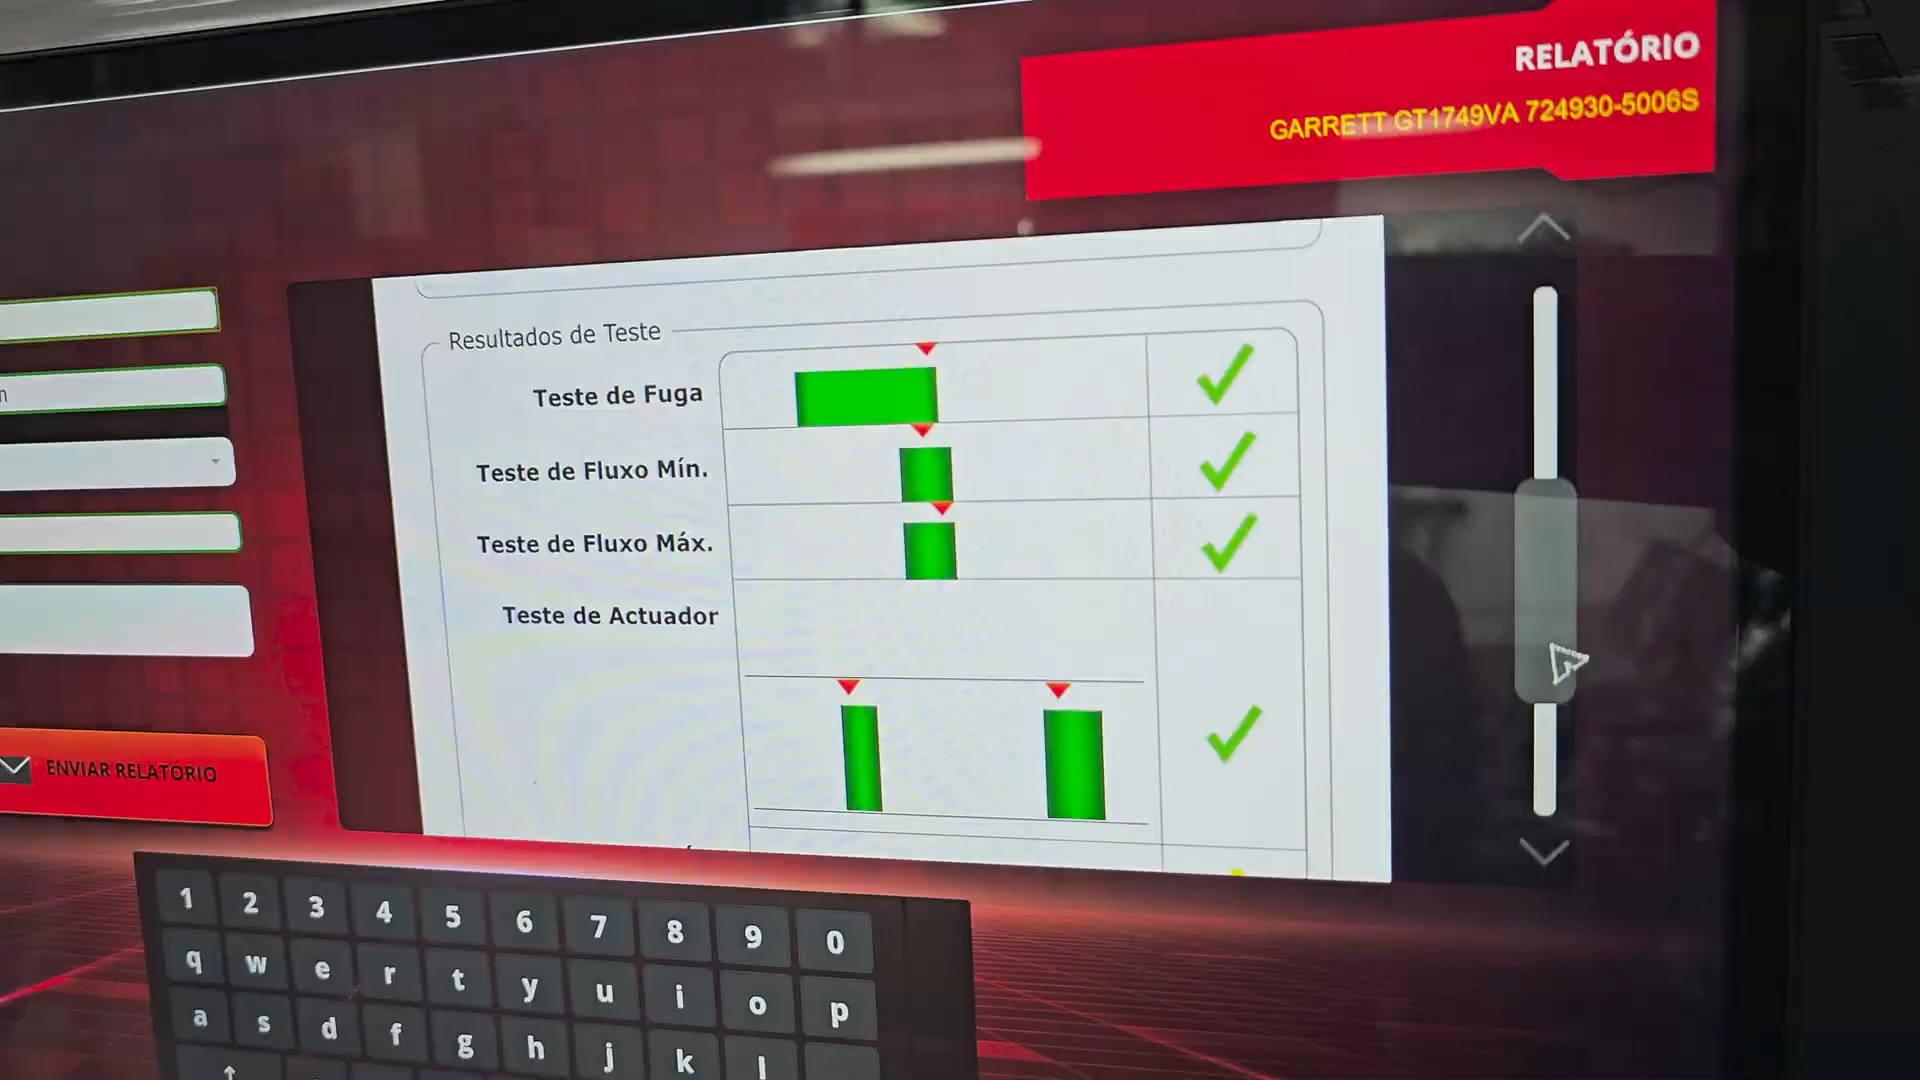 RELATÓRIO
GARRETT GT1749VA 724930-5006S
Resultados de Teste
Teste de Fuga
Teste de Fluxo Mín.
Teste de Fluxo Máx.
Teste de Actuador
ENVIAR RELATÓRIO
1 2 3 4 5 6 7 8 9 0
q w e r t y u i o p
a s d f g h j k l